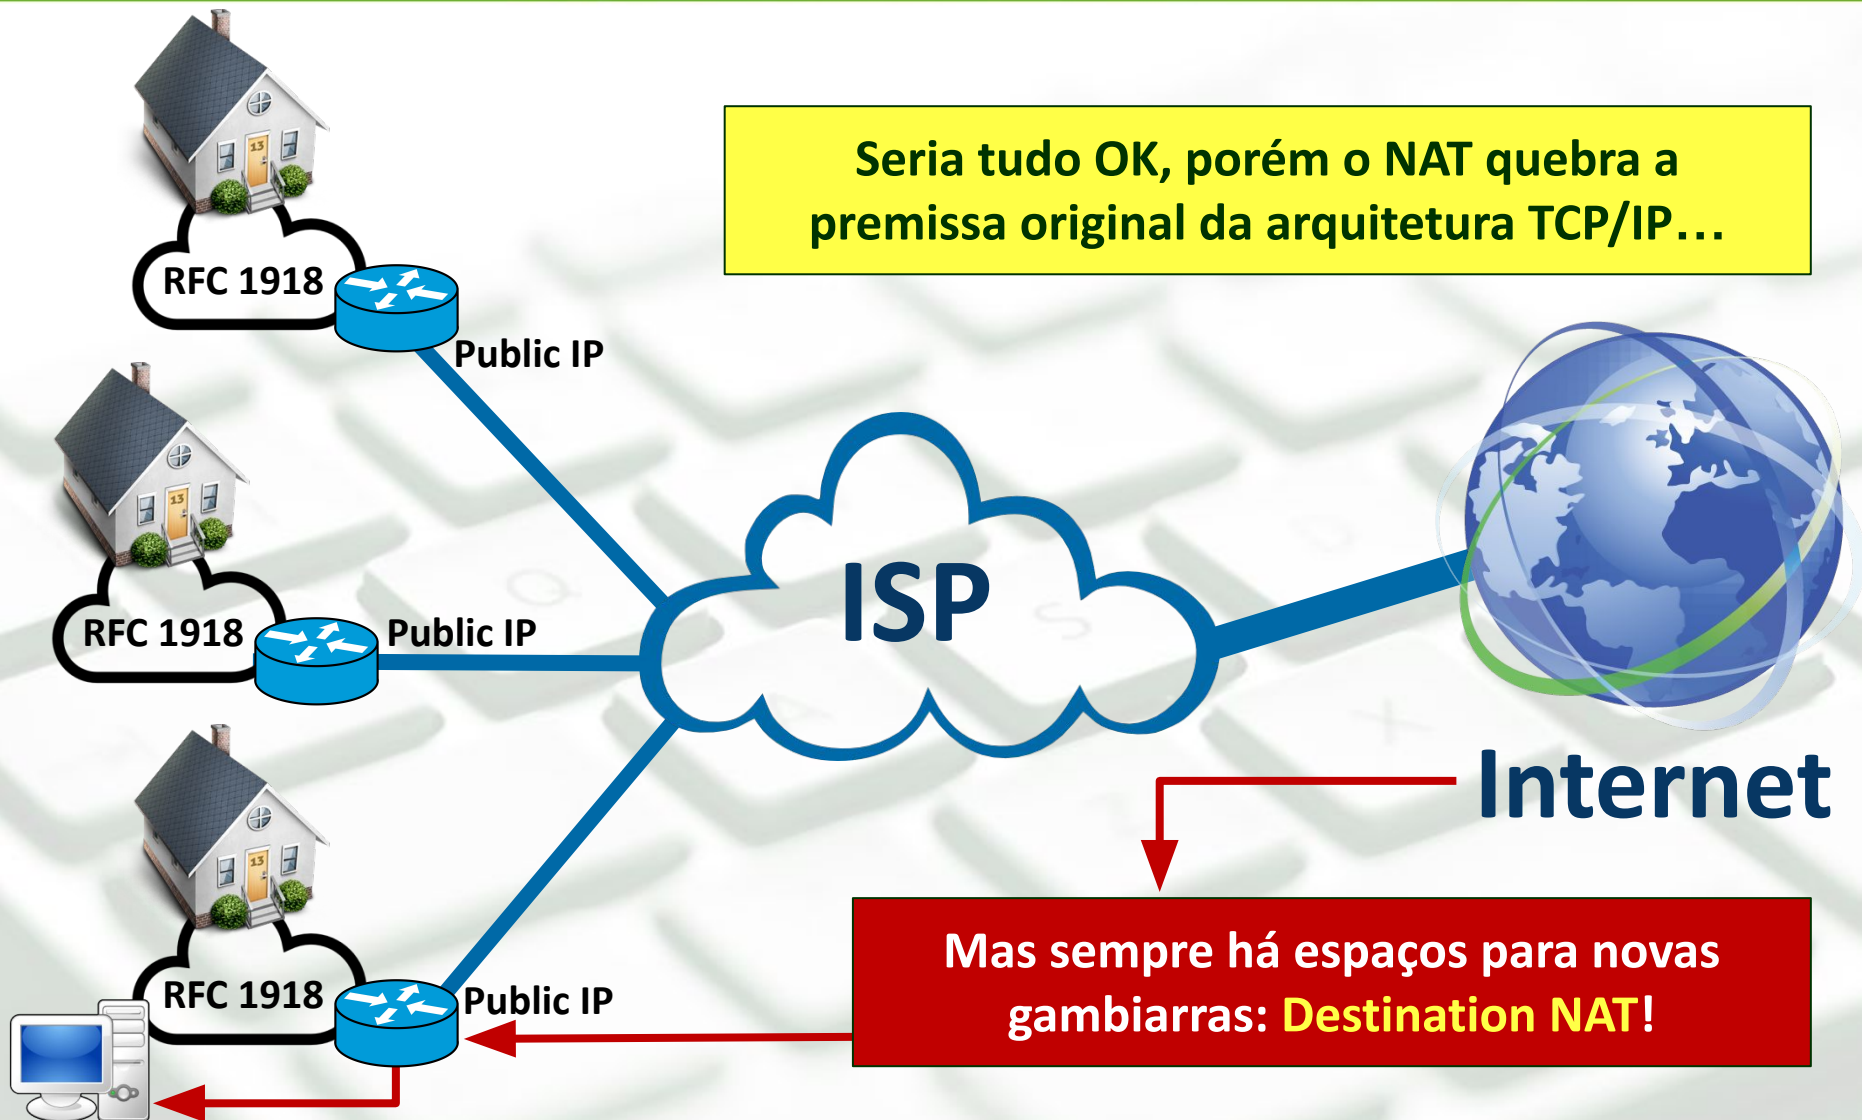 Seria tudo OK, porém o NAT quebra a
premissa original da arquitetura TCP/IP...
RFC 1918
Public IP
RFC 1918
Public IP
ISP
Internet
RFC 1918
Public IP
Mas sempre há espaços para novas
gambiarras: Destination NAT!